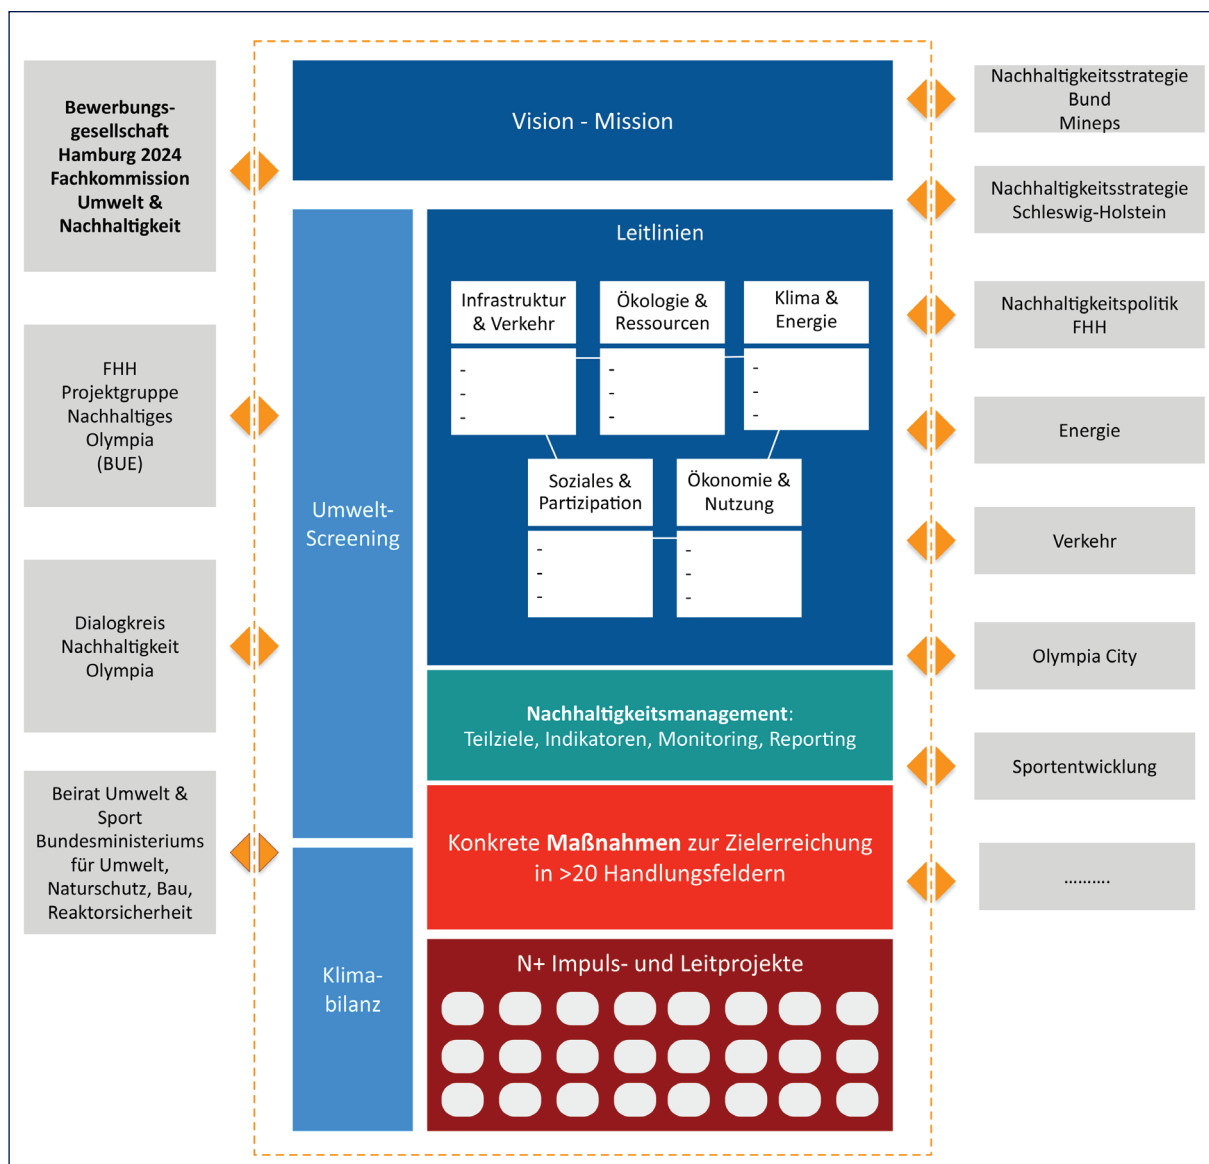 Bewerbungs-
gesellschaft
Hamburg 2024
Fachkommission
Umwelt &
Nachhaltigkeit
FHH
Projektgruppe
Nachhaltiges
Olympia
(BUE)
Dialogkreis
Nachhaltigkeit
Olympia
Beirat Umwelt &
Sport
Bundesministeriums
für Umwelt,
Naturschutz, Bau,
Reaktorsicherheit
Vision - Mission
Umwelt-
Screening
Klima-
bilanz
Leitlinien
Infrastruktur
& Verkehr
-
-
-
Ökologie &
Ressourcen
-
-
-
Klima &
Energie
-
-
-
Soziales &
Partizipation
-
-
-
Ökonomie &
Nutzung
-
-
-
Nachhaltigkeitsmanagement:
Teilziele, Indikatoren, Monitoring, Reporting
Konkrete Maßnahmen zur Zielerreichung
in >20 Handlungsfeldern
N+ Impuls- und Leitprojekte
Nachhaltigkeitsstrategie
Bund
Mineps
Nachhaltigkeitsstrategie
Schleswig-Holstein
Nachhaltigkeitspolitik
FHH
Energie
Verkehr
Olympia City
Sportentwicklung
..........